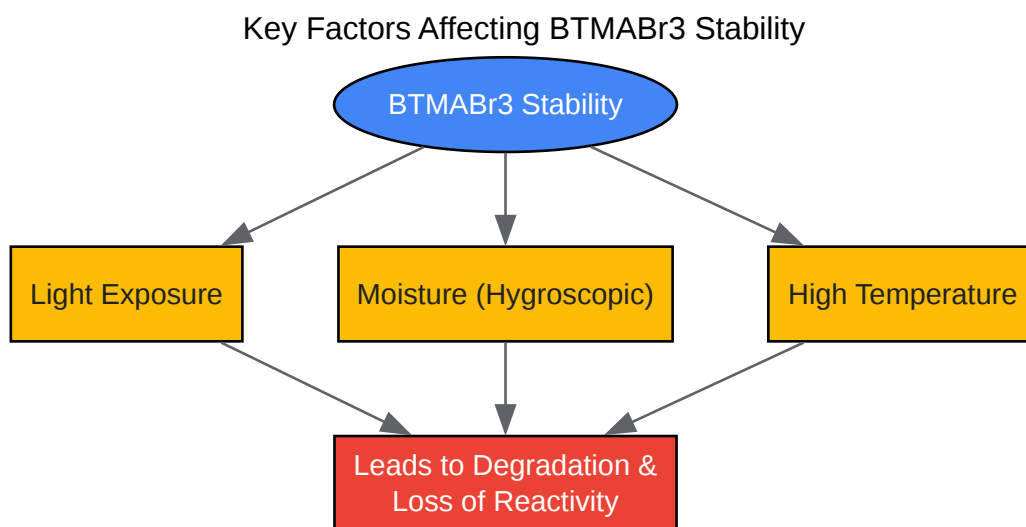 Key Factors Affecting BTMABr3 Stability
BTMABr3 Stability
Light Exposure
Moisture (Hygroscopic)
High Temperature
Leads to Degradation &
Loss of Reactivity